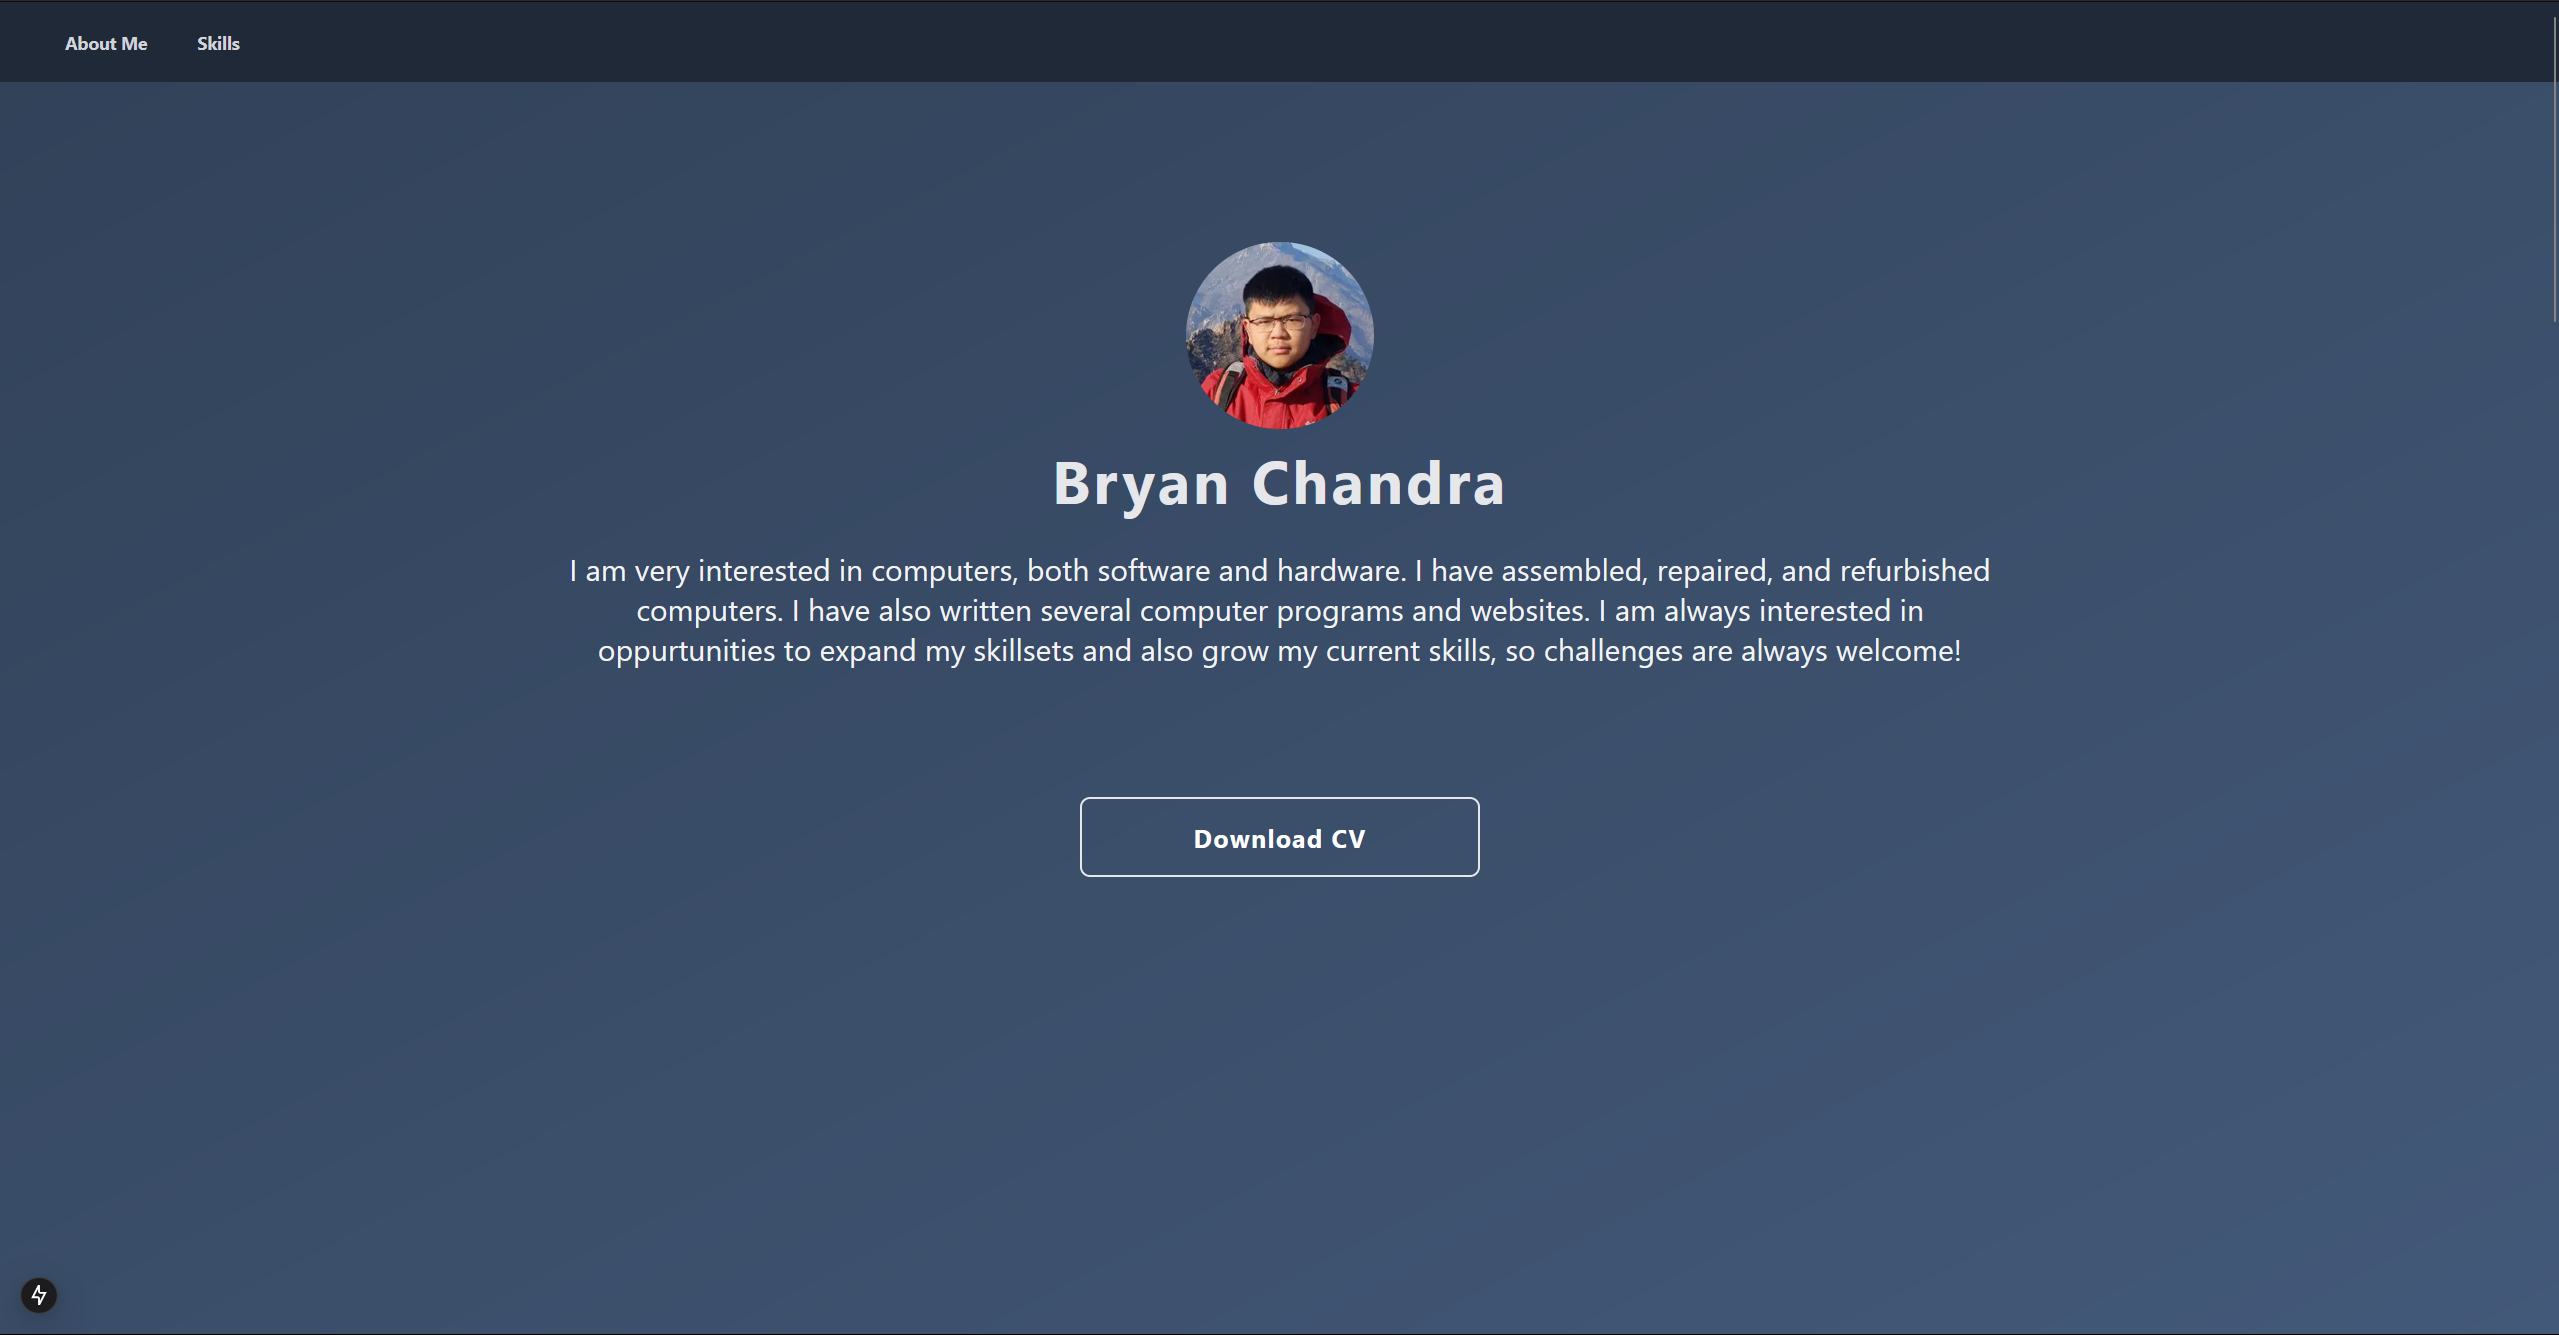 About Me
Skills
Bryan Chandra
I am very interested in computers, both software and hardware. I have assembled, repaired, and refurbished
computers. I have also written several computer programs and websites. I am always interested in
oppurtunities to expand my skillsets and also grow my current skills, so challenges are always welcome!
Download CV